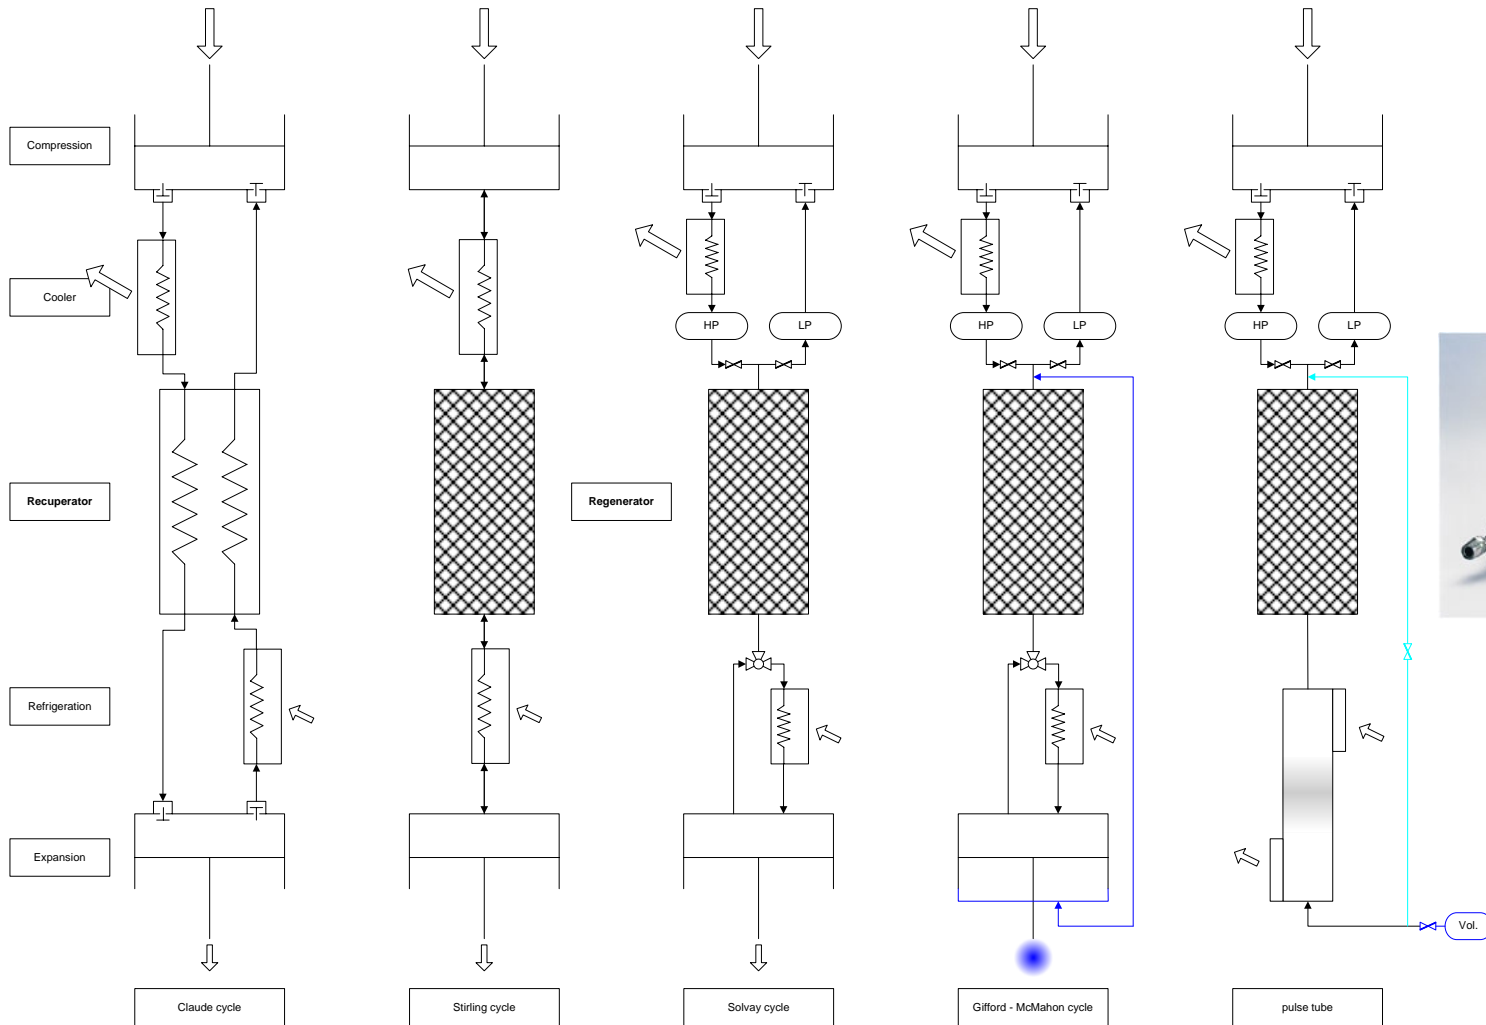 Compression
Cooler
HP
LP
HP
LP
HP
LP
Recuperator
Regenerator
Refrigeration
Expansion
Vol.
Claude cycle
Stirling cycle
Solvay cycle
Gifford - McMahon cycle
pulse tube